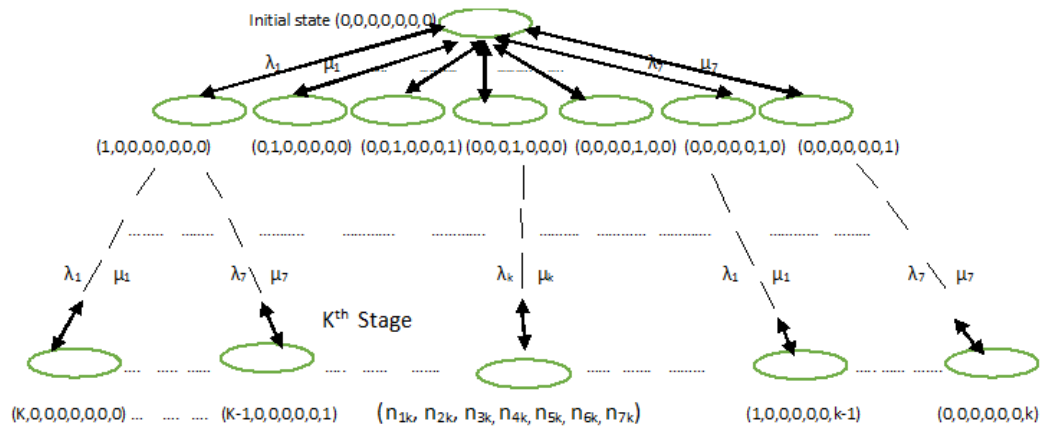 Initial state (0,0,0,0,0,0,0)
λ₁ μ₁ ..... ..... ........ ..... λ₇ μ₇
(1,0,0,0,0,0,0,0) (0,1,0,0,0,0,0) (0,0,1,0,0,0,1) (0,0,0,1,0,0,0) (0,0,0,0,1,0,0) (0,0,0,0,0,1,0) (0,0,0,0,0,0,1)
λ₁ μ₁ λ₇ μ₇ λₖ μₖ λ₁ μ₁ λ₇ μ₇
Kᵗʰ Stage
(K,0,0,0,0,0,0,0) ... ... (K-1,0,0,0,0,0,1) (n₁ₖ, n₂ₖ, n₃ₖ, n₄ₖ, n₅ₖ, n₆ₖ, n₇ₖ) (1,0,0,0,0,0,k-1) (0,0,0,0,0,0,k)